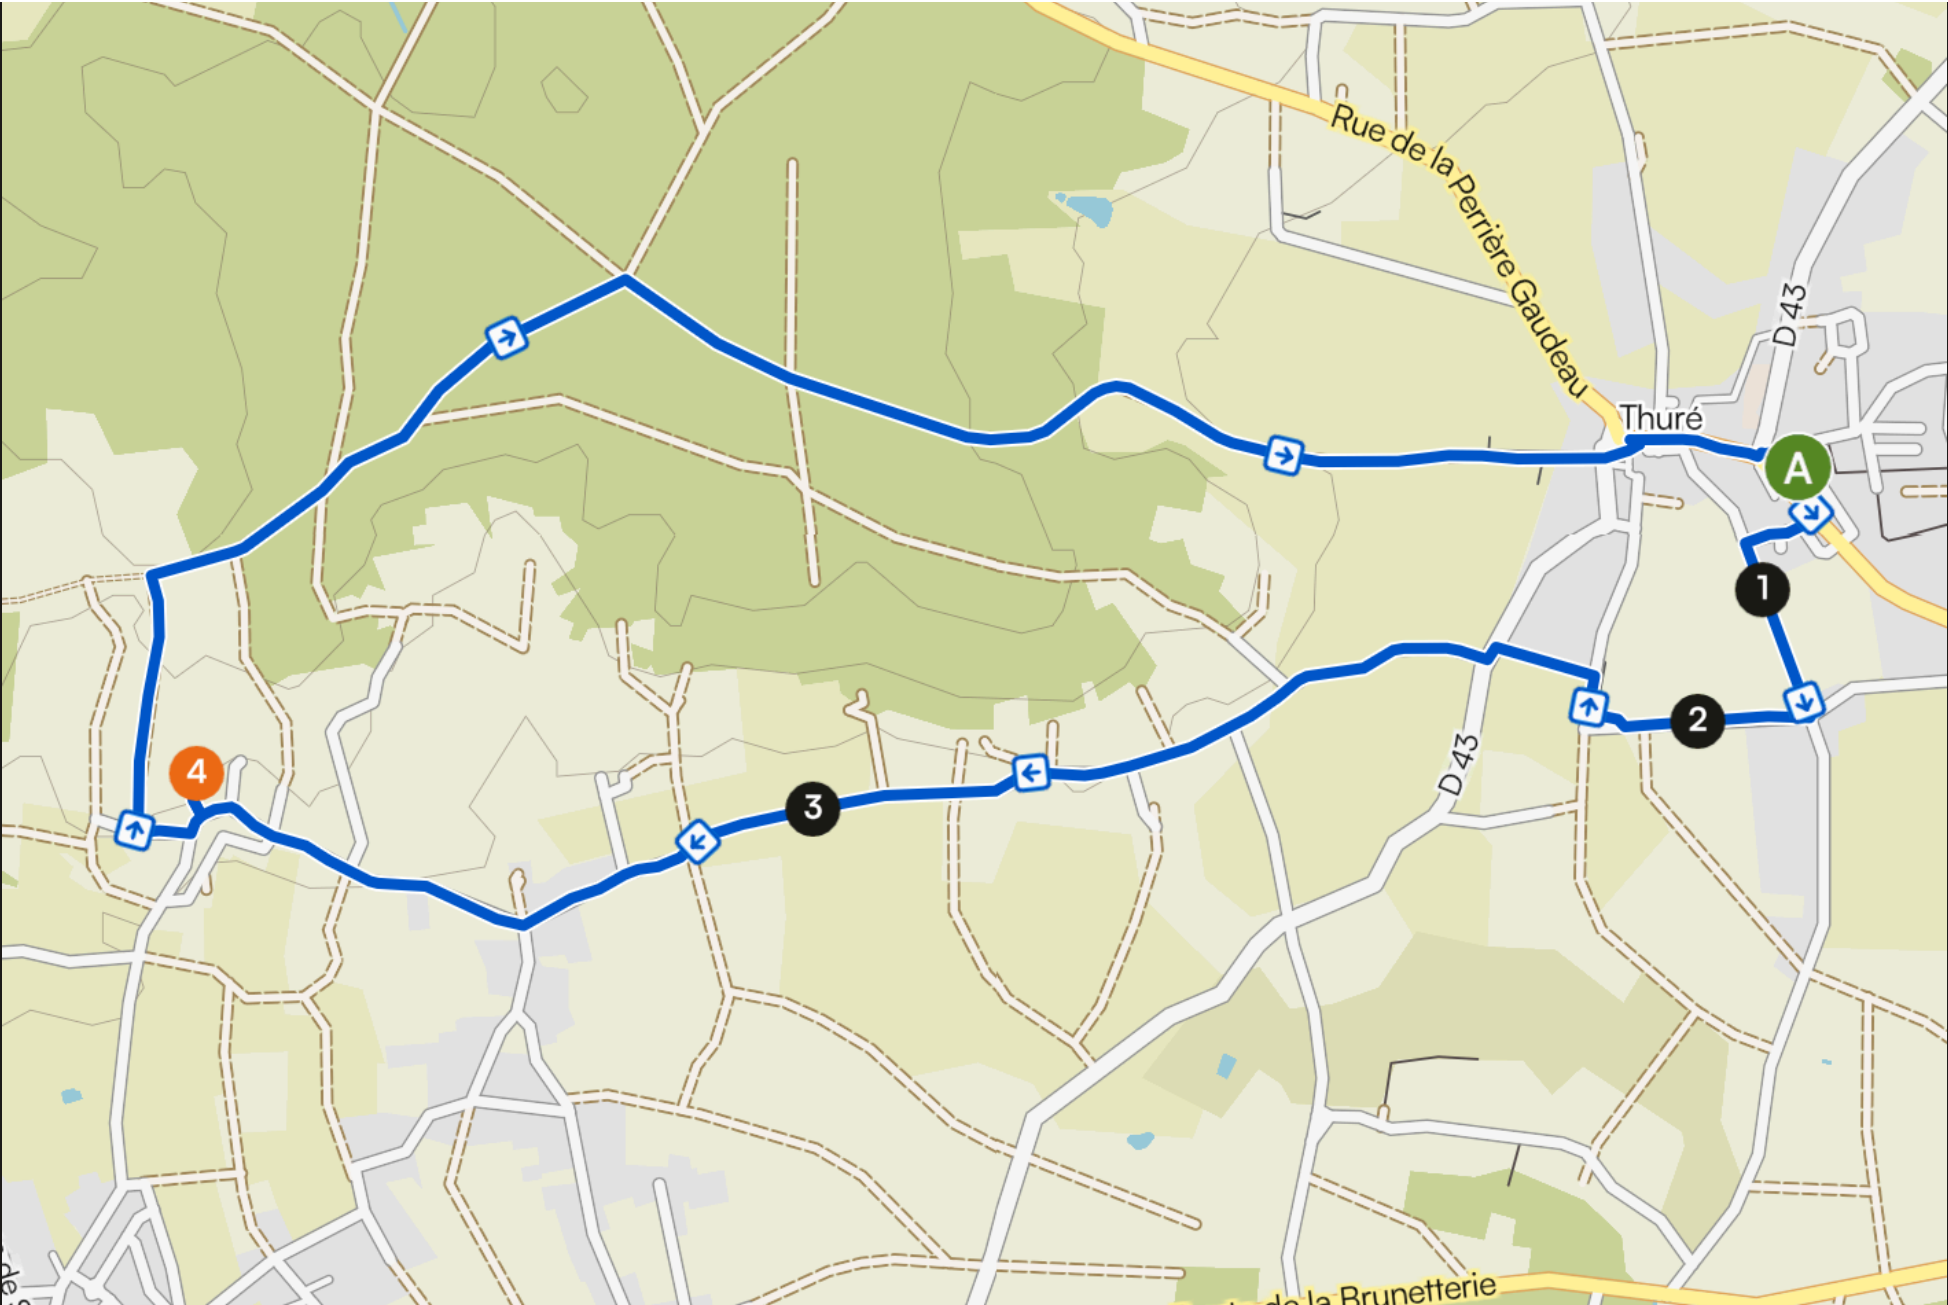 Rue de la Perrière Gaudeau
D 43
Thuré
A
1
2
D 43
4
3
de la Brunetterie